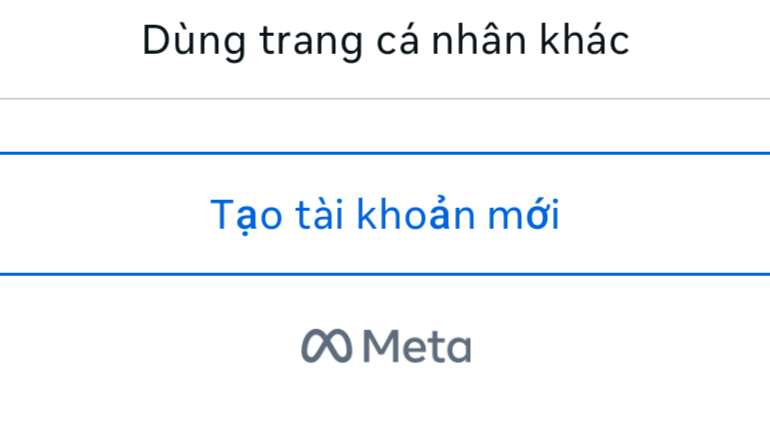 Dùng trang cá nhân khác
Tạo tài khoản mới
Meta